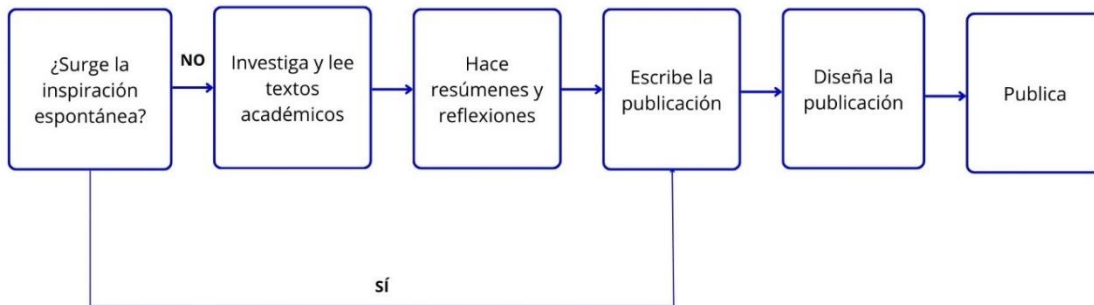 ¿Surge la
inspiración
espontánea?
NO
Investiga y lee
textos
académicos
Hace
resúmenes y
reflexiones
Escribe la
publicación
Diseña la
publicación
Publica
SÍ